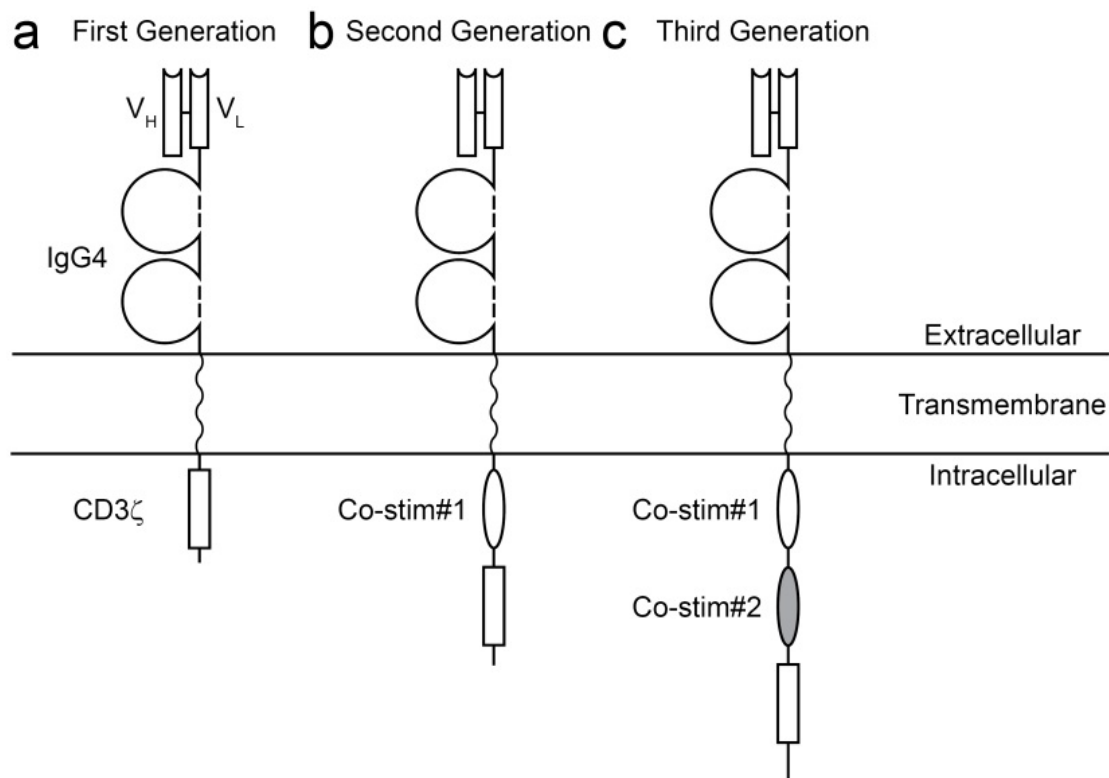 a First Generation
b Second Generation
c Third Generation
VH
VL
IgG4
Extracellular
Transmembrane
Intracellular
CD3ζ
Co-stim#1
Co-stim#1
Co-stim#2